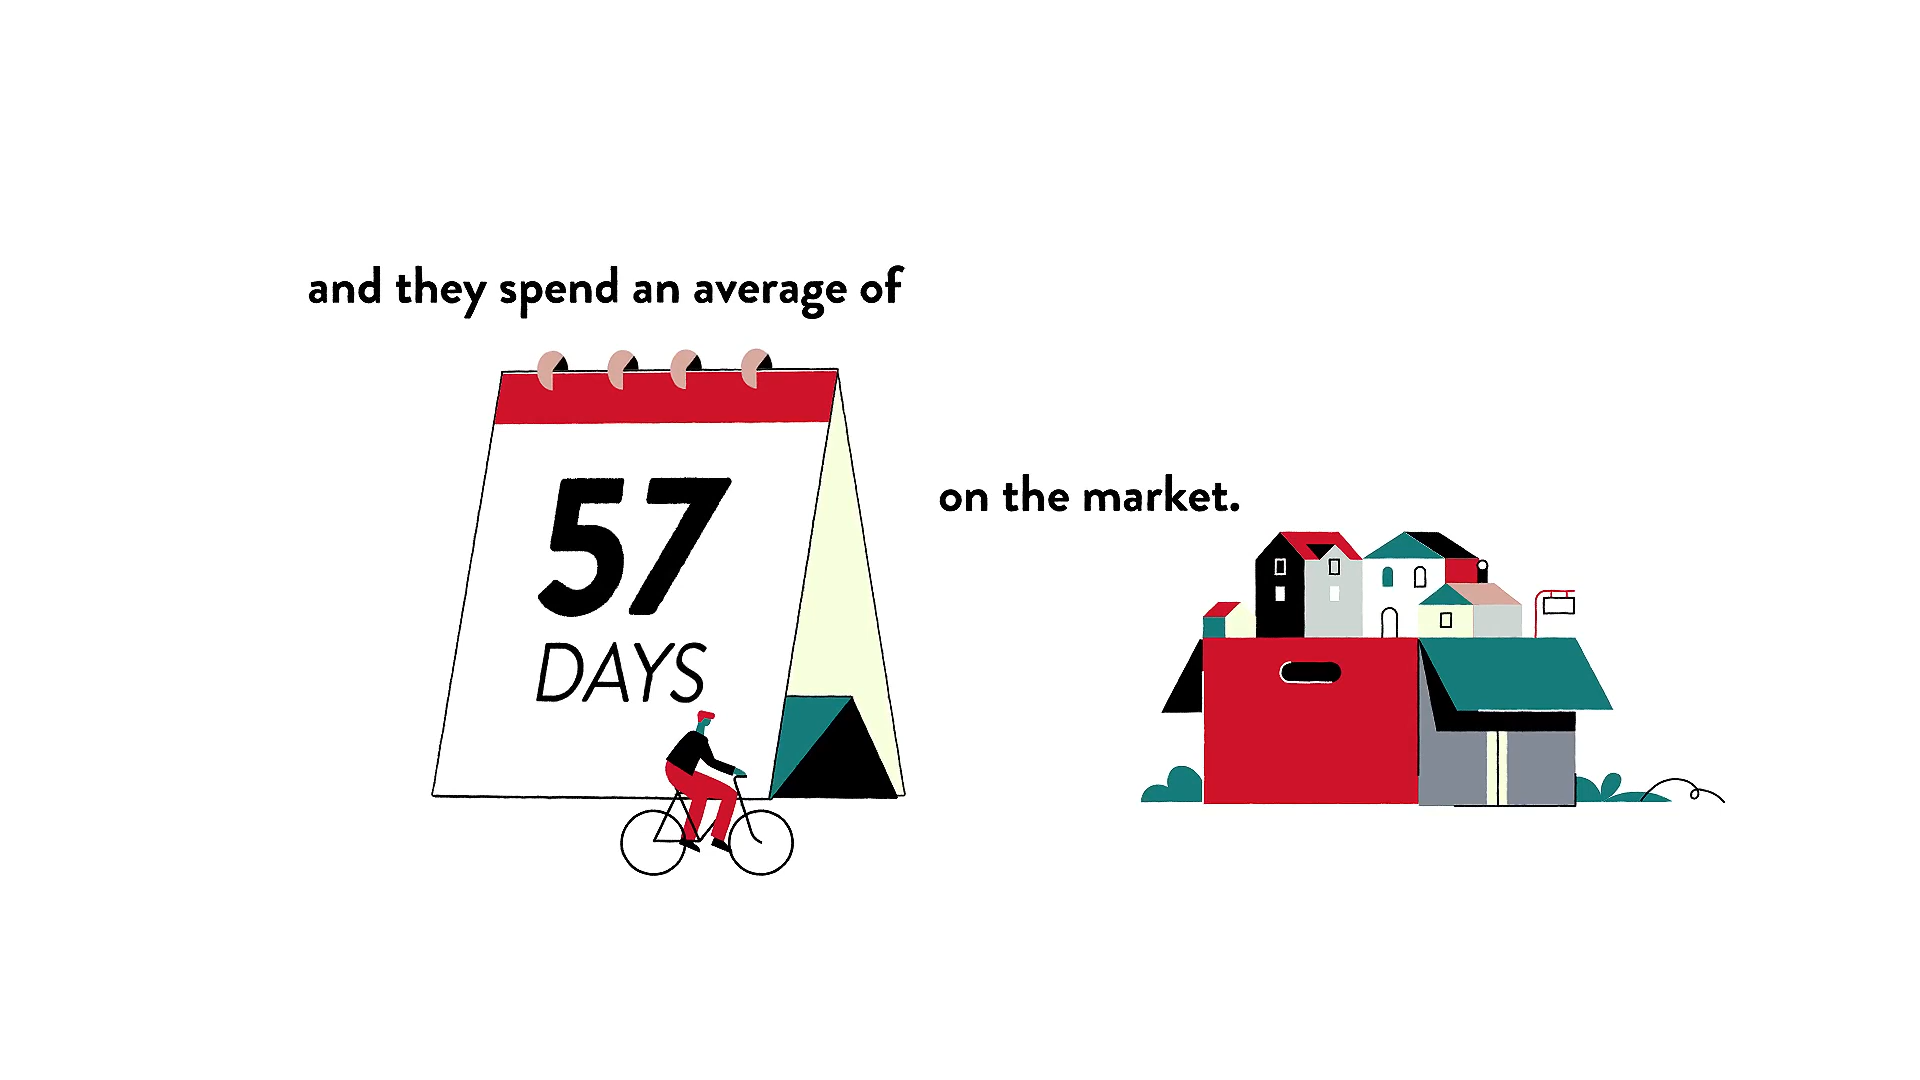 and they spend an average of
57
DAYS
on the market.